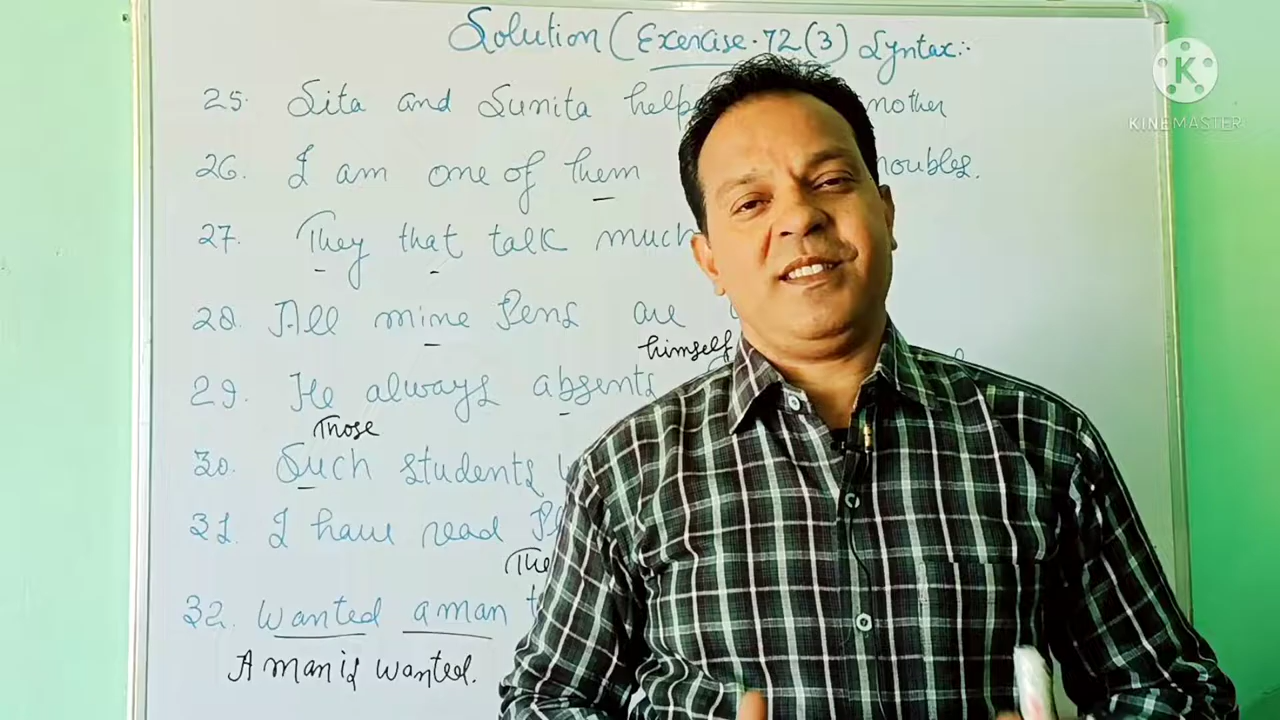 Solution (Exercise-72(3) Syntax:-
25. Sita and Sunita help nother
K
KINEMASTER
26. I am one of them roubles.
27. They that talk much
28. All mine Pens are
himself
29. He always absents
Those
30. Such students
31. I have read
The
32. Wanted a man
A man is wanted.